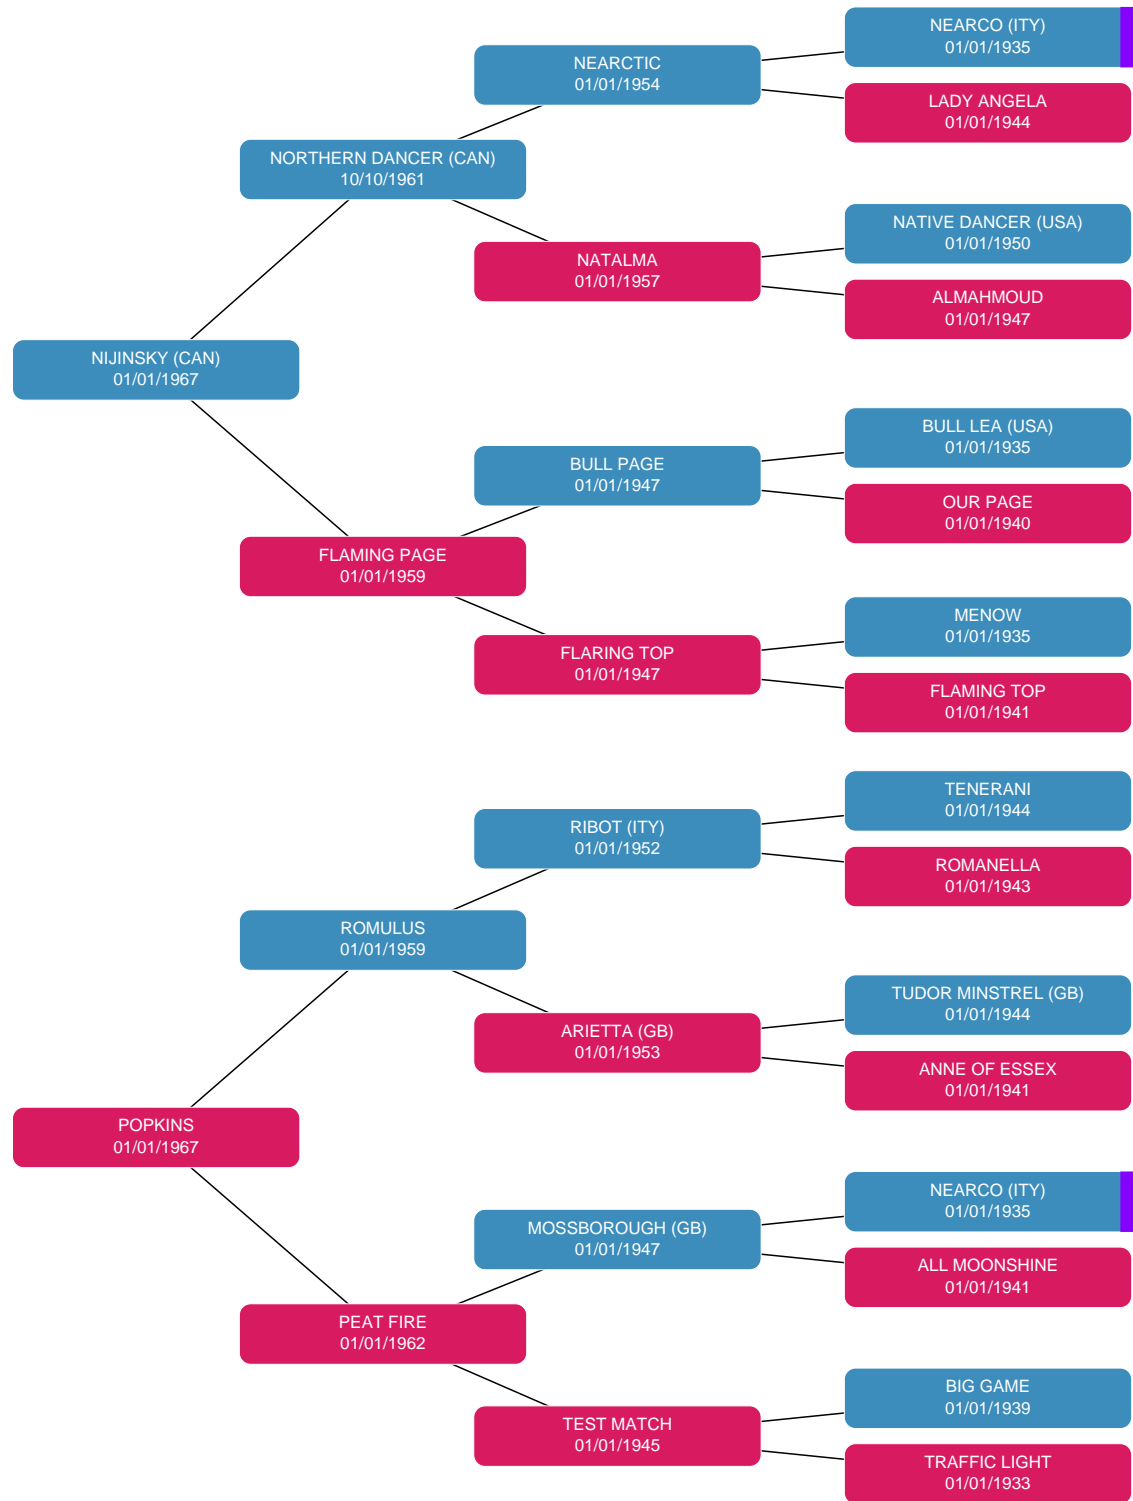 NEARCO (ITY)
01/01/1935
NEARCTIC
01/01/1954
LADY ANGELA
01/01/1944
NORTHERN DANCER (CAN)
10/10/1961
NATIVE DANCER (USA)
01/01/1950
NATALMA
01/01/1957
ALMAHMOUD
01/01/1947
NIJINSKY (CAN)
01/01/1967
BULL LEA (USA)
01/01/1935
BULL PAGE
01/01/1947
OUR PAGE
01/01/1940
FLAMING PAGE
01/01/1959
MENOW
01/01/1935
FLARING TOP
01/01/1947
FLAMING TOP
01/01/1941
TENERANI
01/01/1944
RIBOT (ITY)
01/01/1952
ROMANELLA
01/01/1943
ROMULUS
01/01/1959
TUDOR MINSTREL (GB)
01/01/1944
ARIETTA (GB)
01/01/1953
ANNE OF ESSEX
01/01/1941
POPKINS
01/01/1967
NEARCO (ITY)
01/01/1935
MOSSBOROUGH (GB)
01/01/1947
ALL MOONSHINE
01/01/1941
PEAT FIRE
01/01/1962
BIG GAME
01/01/1939
TEST MATCH
01/01/1945
TRAFFIC LIGHT
01/01/1933